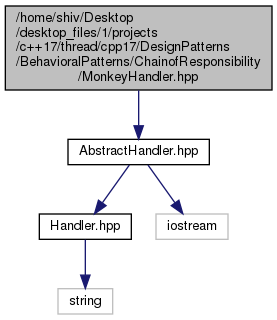 /home/shiv/Desktop
/desktop_files/1/projects
/c++17/thread/cpp17/DesignPatterns
/BehavioralPatterns/ChainofResponsibility
/MonkeyHandler.hpp
AbstractHandler.hpp
Handler.hpp
iostream
string